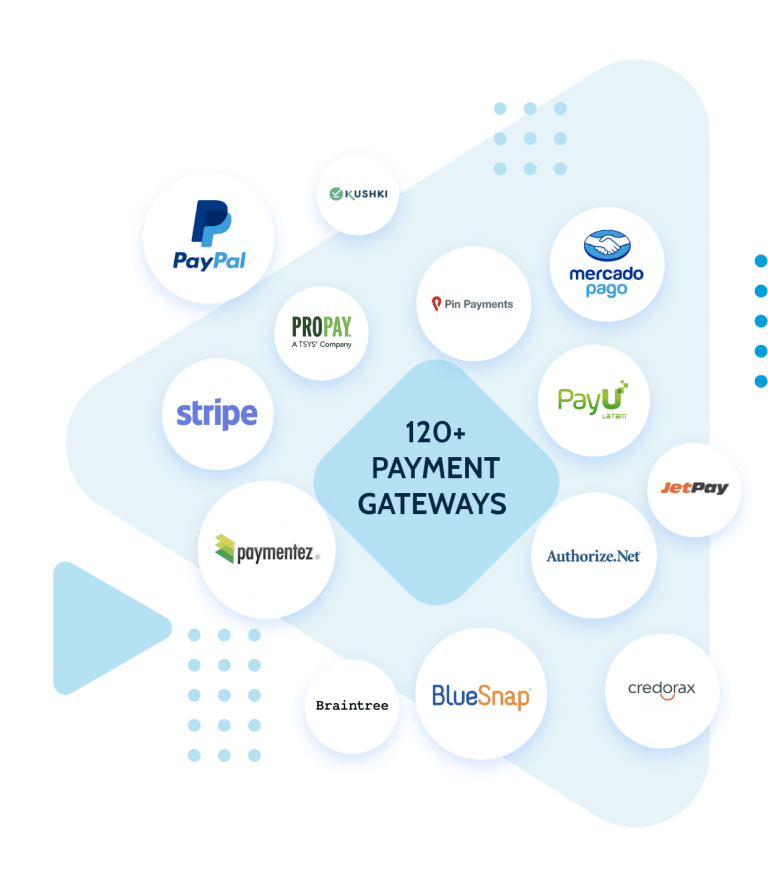 KUSHKI
PayPal
mercado
pago
Pin Payments
PROPAY.
A TSYS® Company
PayU
LATAM
stripe
120+
PAYMENT
GATEWAYS
JetPay
paymentez®
Authorize.Net
credorax
BlueSnap
Braintree